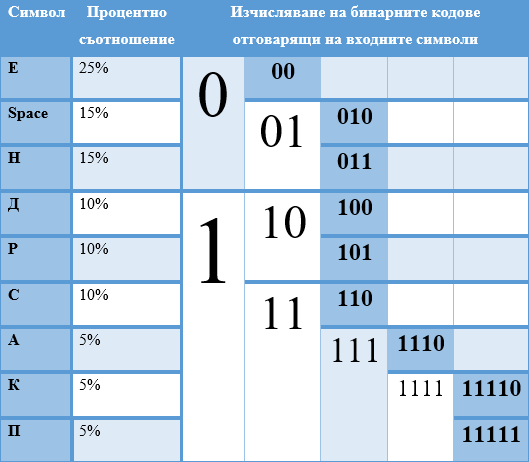 Символ Процентно съотношение Изчисляване на бинарните кодове отговарящи на входните символи
Е 25% 0 00
Space 15% 01 010
Н 15% 011
Д 10% 1 10 100
Р 10% 101
С 10% 11 110
А 5% 111 1110
К 5% 1111 11110
П 5% 11111